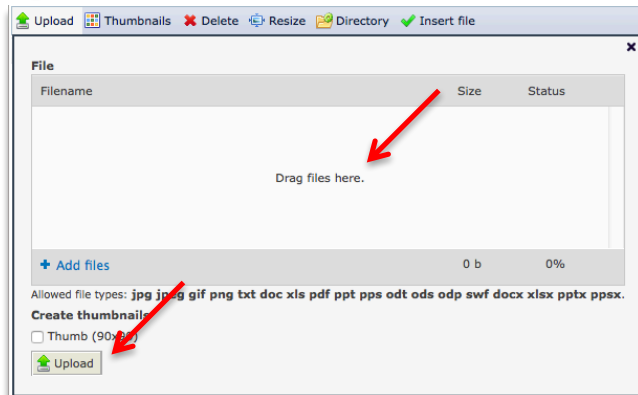 Upload Thumbnails Delete Resize Directory Insert file
File
Filename Size Status
Drag files here.
Add files 0 b 0%
Allowed file types: jpg jpeg gif png txt doc xls pdf ppt pps odt ods odp swf docx xlsx pptx ppsx.
Create thumbnails
Thumb (90x90)
Upload